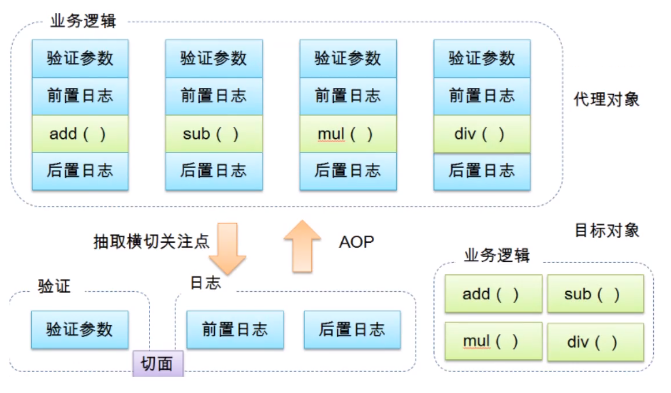 业务逻辑
验证参数 验证参数 验证参数 验证参数
前置日志 前置日志 前置日志 前置日志
代理对象
add（ ） sub（ ） mul（ ） div（ ）
后置日志 后置日志 后置日志 后置日志
抽取横切关注点
AOP
目标对象
业务逻辑
验证
日志
add（ ） sub（ ）
验证参数
前置日志 后置日志
mul（ ） div（ ）
切面